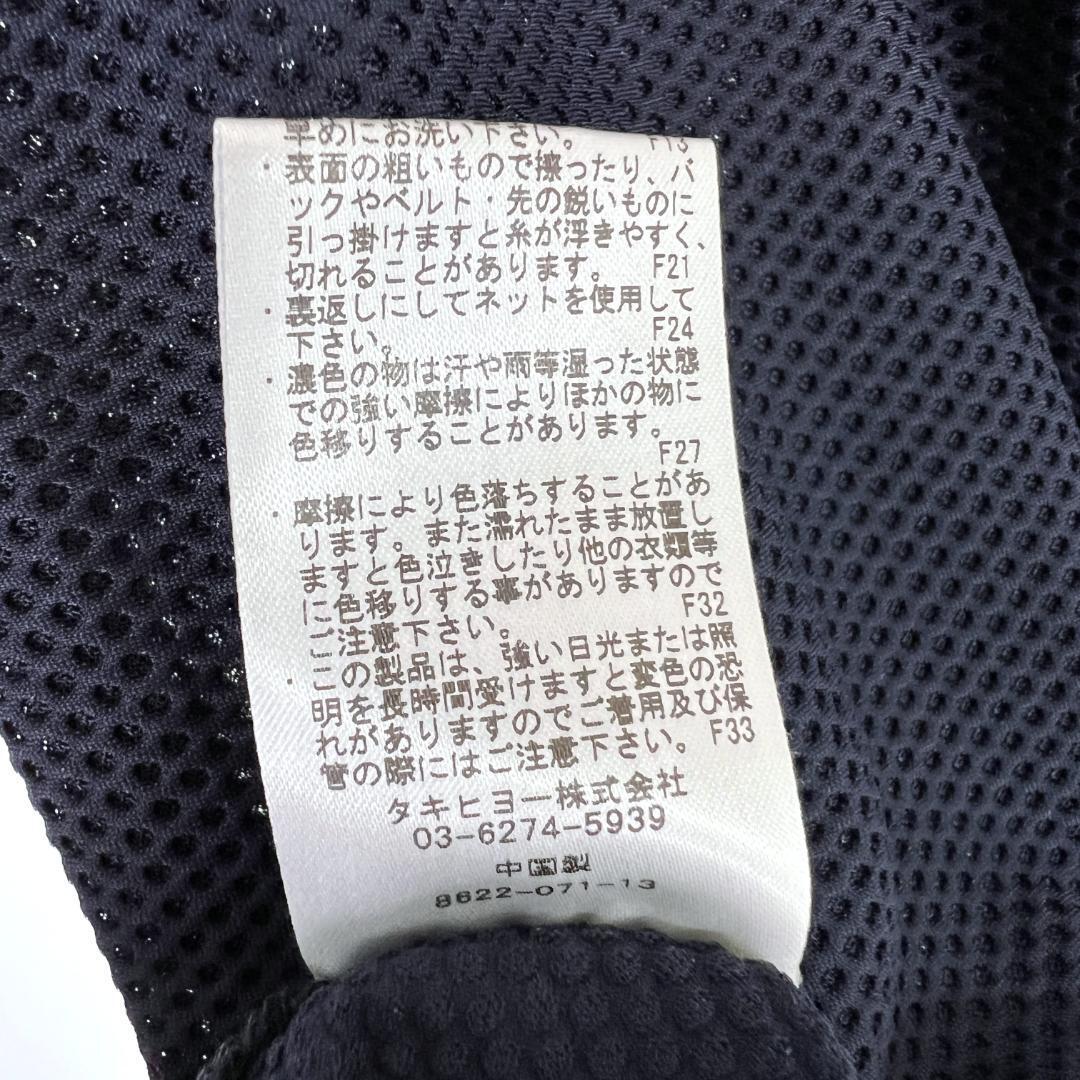 早めにお洗い下さい。 F13
・表面の粗いもので擦ったり、バ
ックやベルト・先の鋭いものに
引っ掛けますと糸が浮きやすく、
切れることがあります。 F21
・裏返しにしてネットを使用して
下さい。 F24
・濃色の物は汗や雨等湿った状態
での強い摩擦によりほかの物に
色移りすることがあります。
F27
・摩擦により色落ちすることがあ
ります。また濡れたまま放置し
ますと色泣きしたり他の衣類等
に色移りする事がありますので
ご注意下さい。 F32
・この製品は、強い日光または照
明を長時間受けますと変色の恐
れがありますのでご着用及び保
管の際にはご注意下さい。 F33
タキヒヨー株式会社
03-6274-5939
中国製
8622-071-13